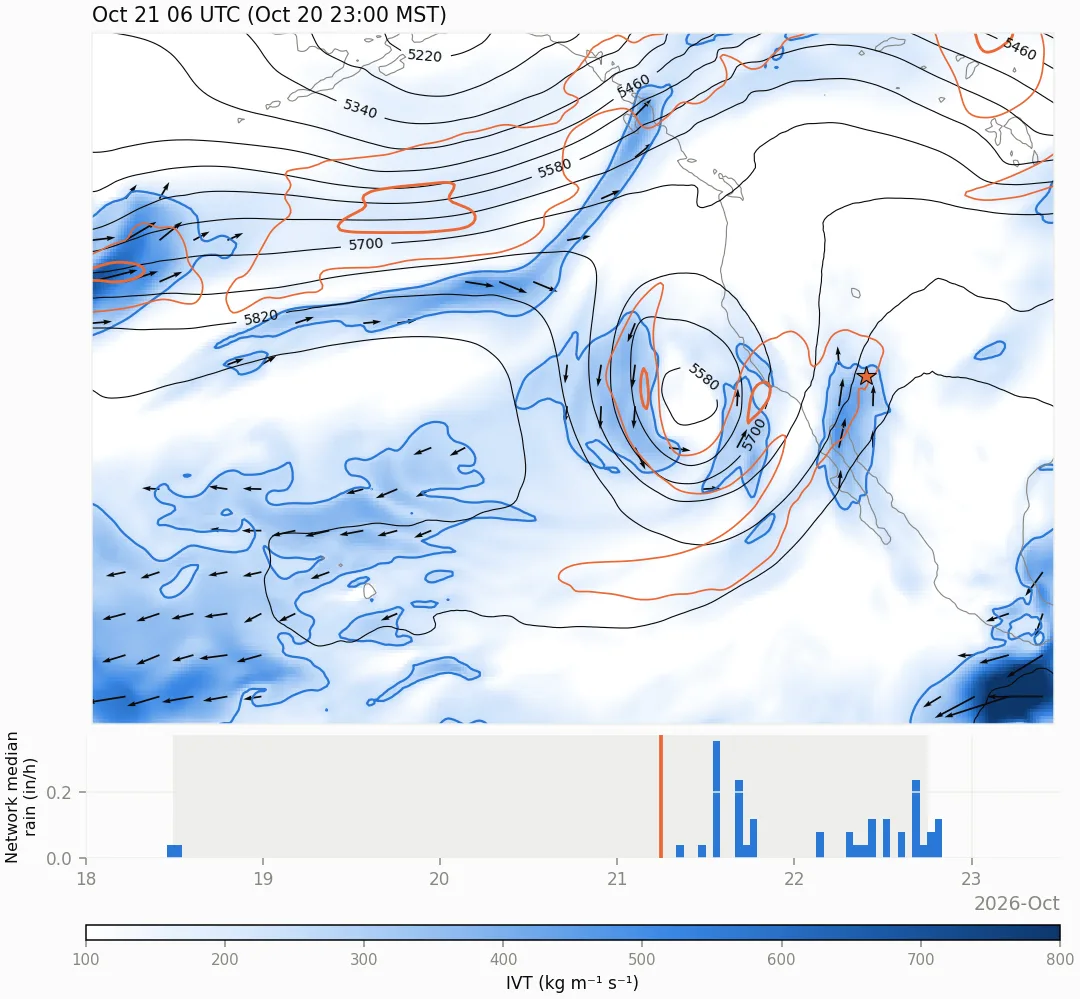 Oct 21 06 UTC (Oct 20 23:00 MST)
5220
5460
5460
5340
5580
5700
5820
5580
5700
Network median
rain (in/h)
0.2
0.0
18 19 20 21 22 23
2026-Oct
100 200 300 400 500 600 700 800
IVT (kg m⁻¹ s⁻¹)